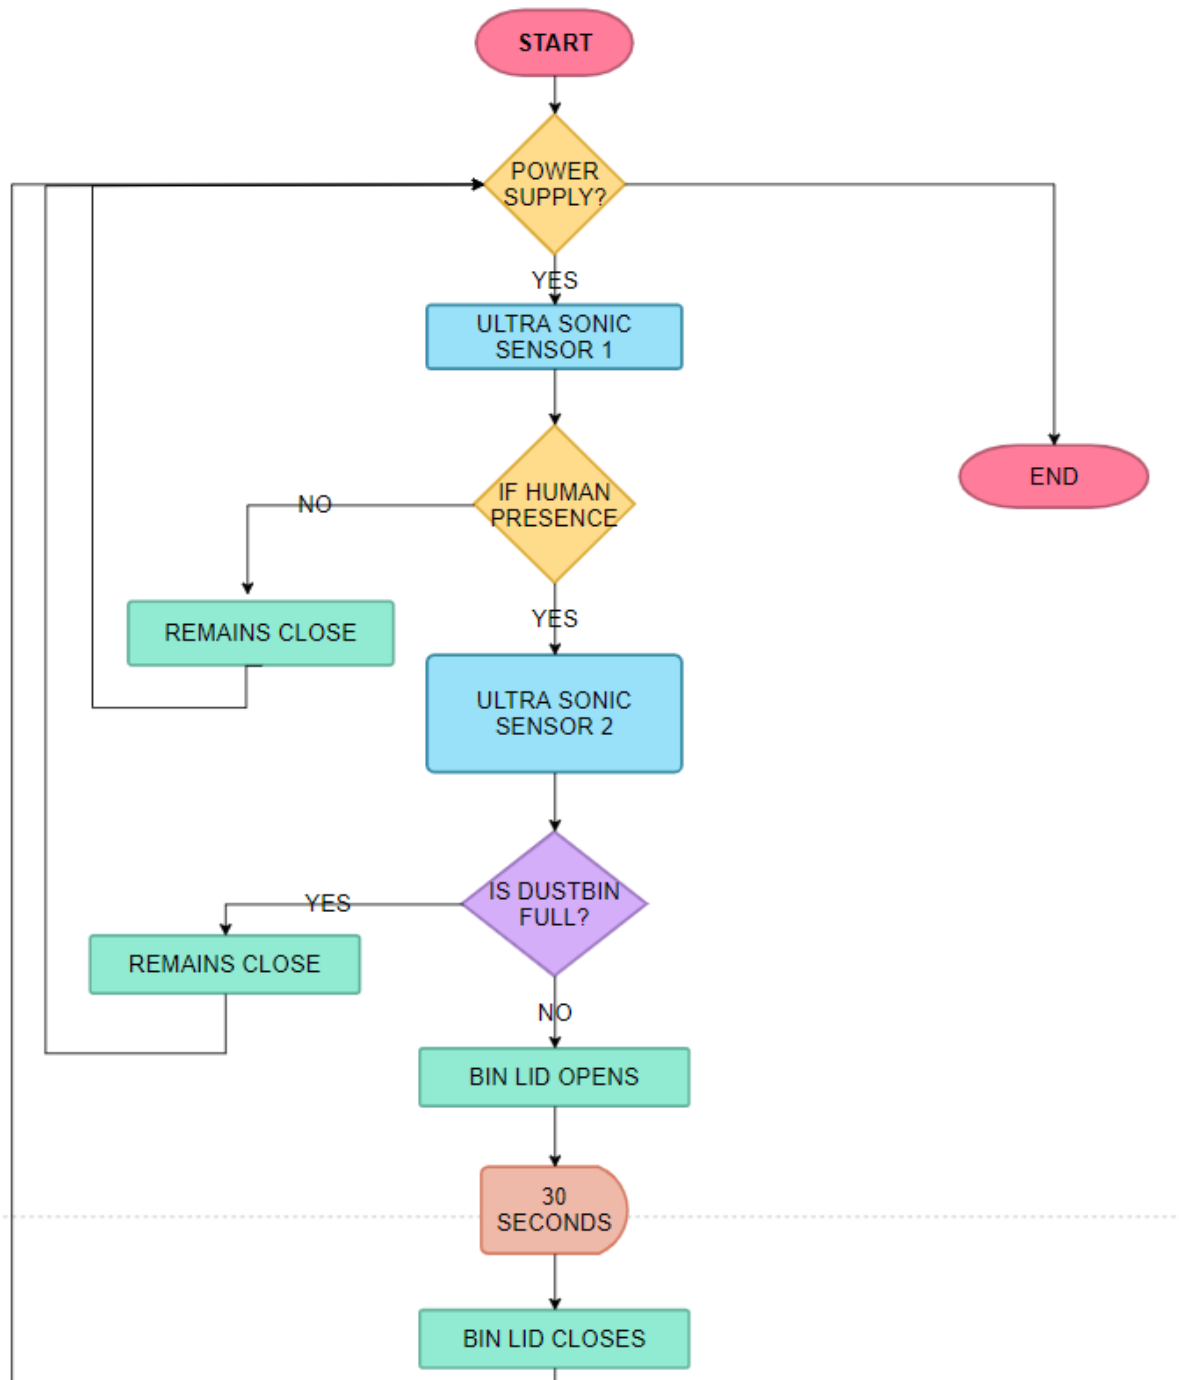 START
POWER
SUPPLY?
YES
ULTRA SONIC
SENSOR 1
IF HUMAN
PRESENCE
END
NO
YES
REMAINS CLOSE
ULTRA SONIC
SENSOR 2
IS DUSTBIN
FULL?
YES
REMAINS CLOSE
NO
BIN LID OPENS
30
SECONDS
BIN LID CLOSES